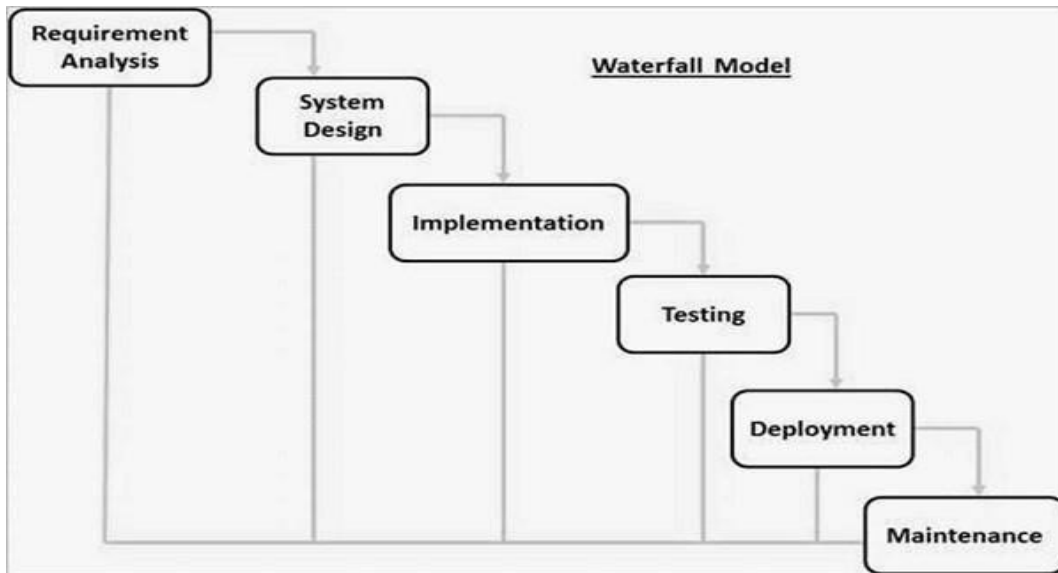 Requirement
Analysis
Waterfall Model
System
Design
Implementation
Testing
Deployment
Maintenance